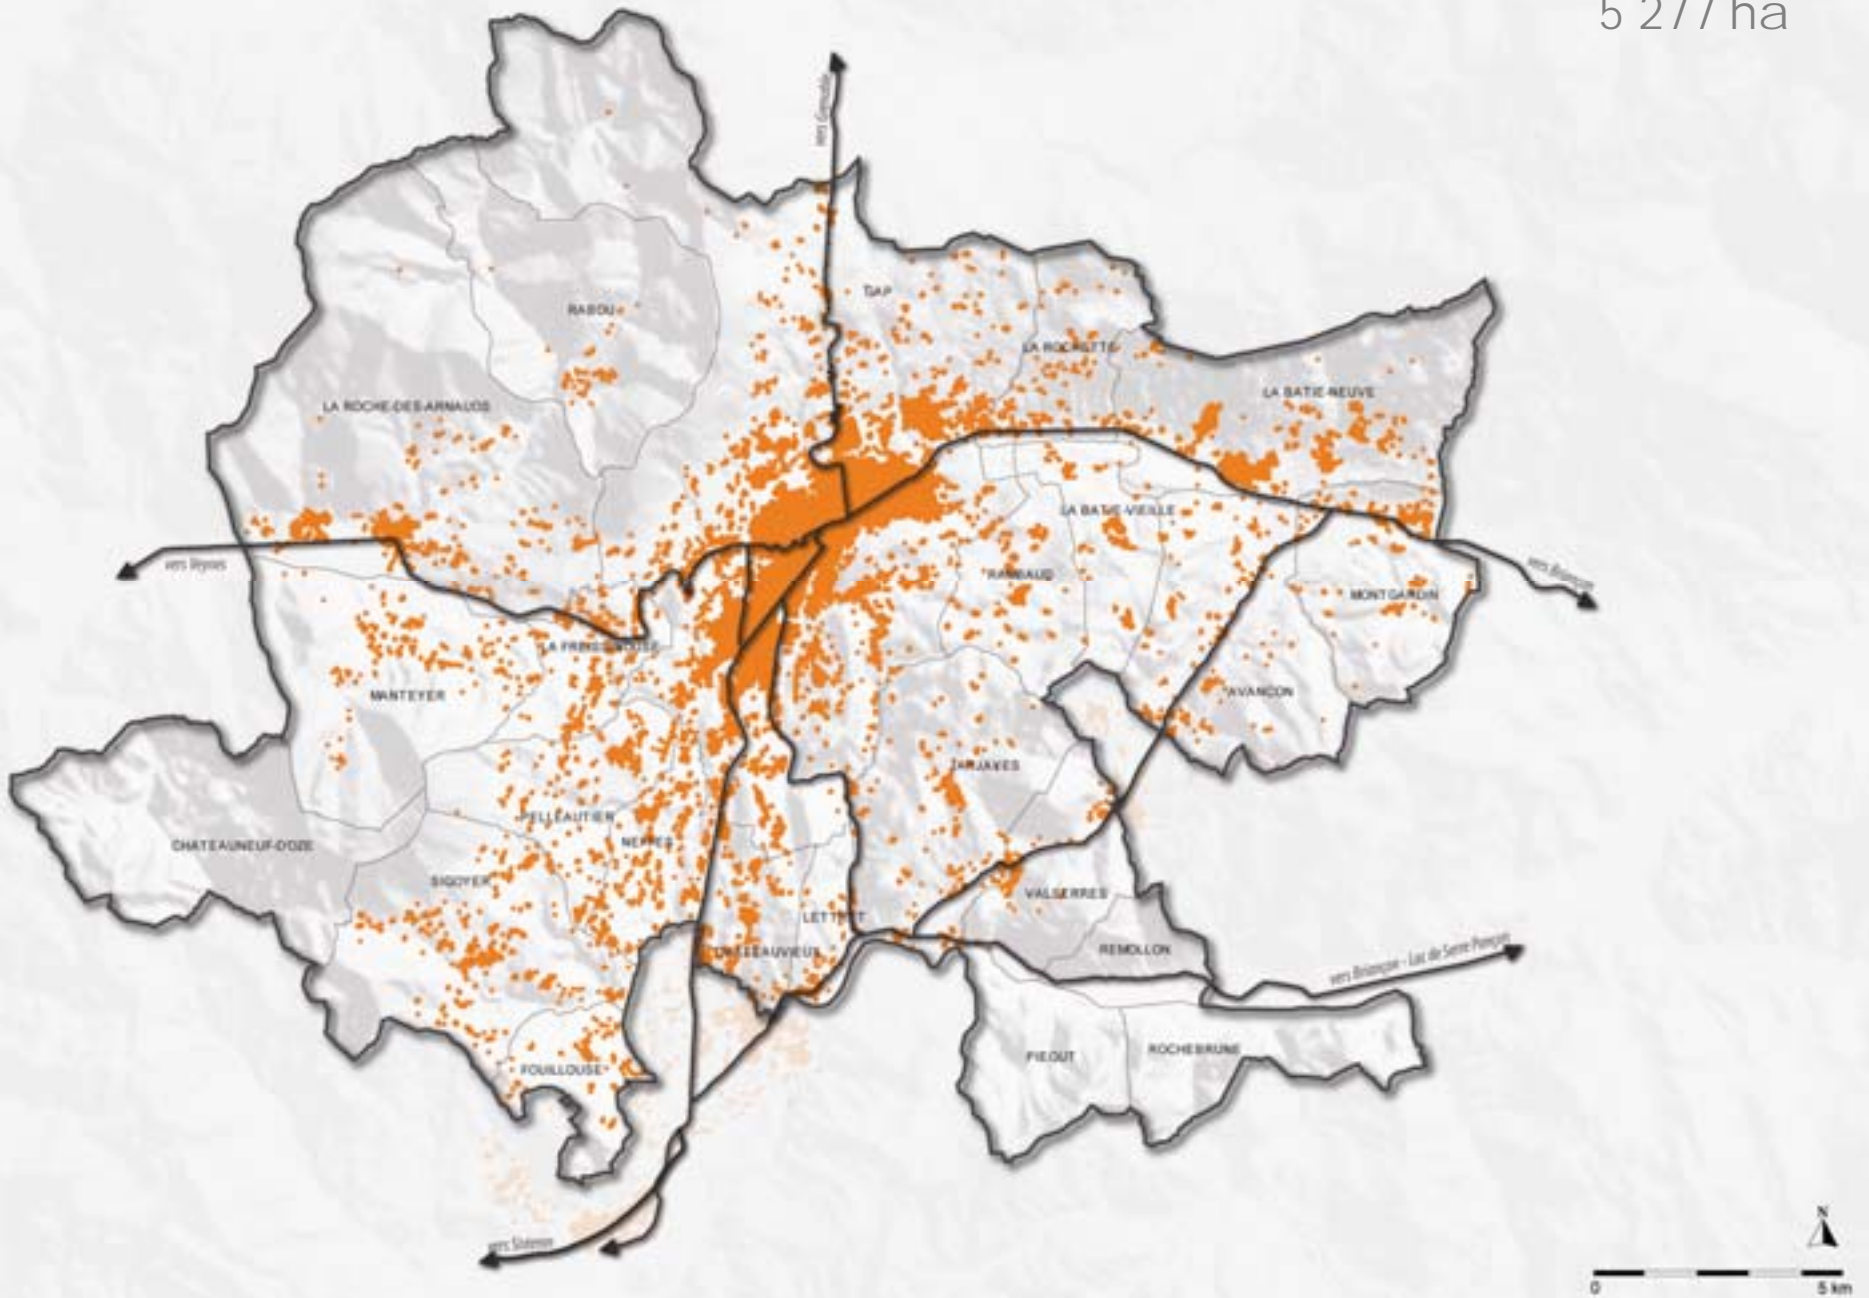 5 277 ha
vers Grenoble
GAP
RABOU
LA ROCHETTE
LA BATIE-NEUVE
LA ROCHE-DES-ARNAUDS
LA BATIE-VIEILLE
vers Veynes
RAMBAUD
vers Briançon
MONTGARDIN
LA FREISSINOUSE
MANTEYER
AVANCON
JARJAYES
PELLEAUTIER
CHATEAUNEUF-D'OZE
NEFFES
SIGOYER
VALSERRES
LETTRET
CHATEAUVIEUX
REMOLLON
vers Briançon - Lac de Serre Ponçon
PIEGUT
ROCHEBRUNE
FOUILLOUSE
vers Sisteron
N
0 5 km